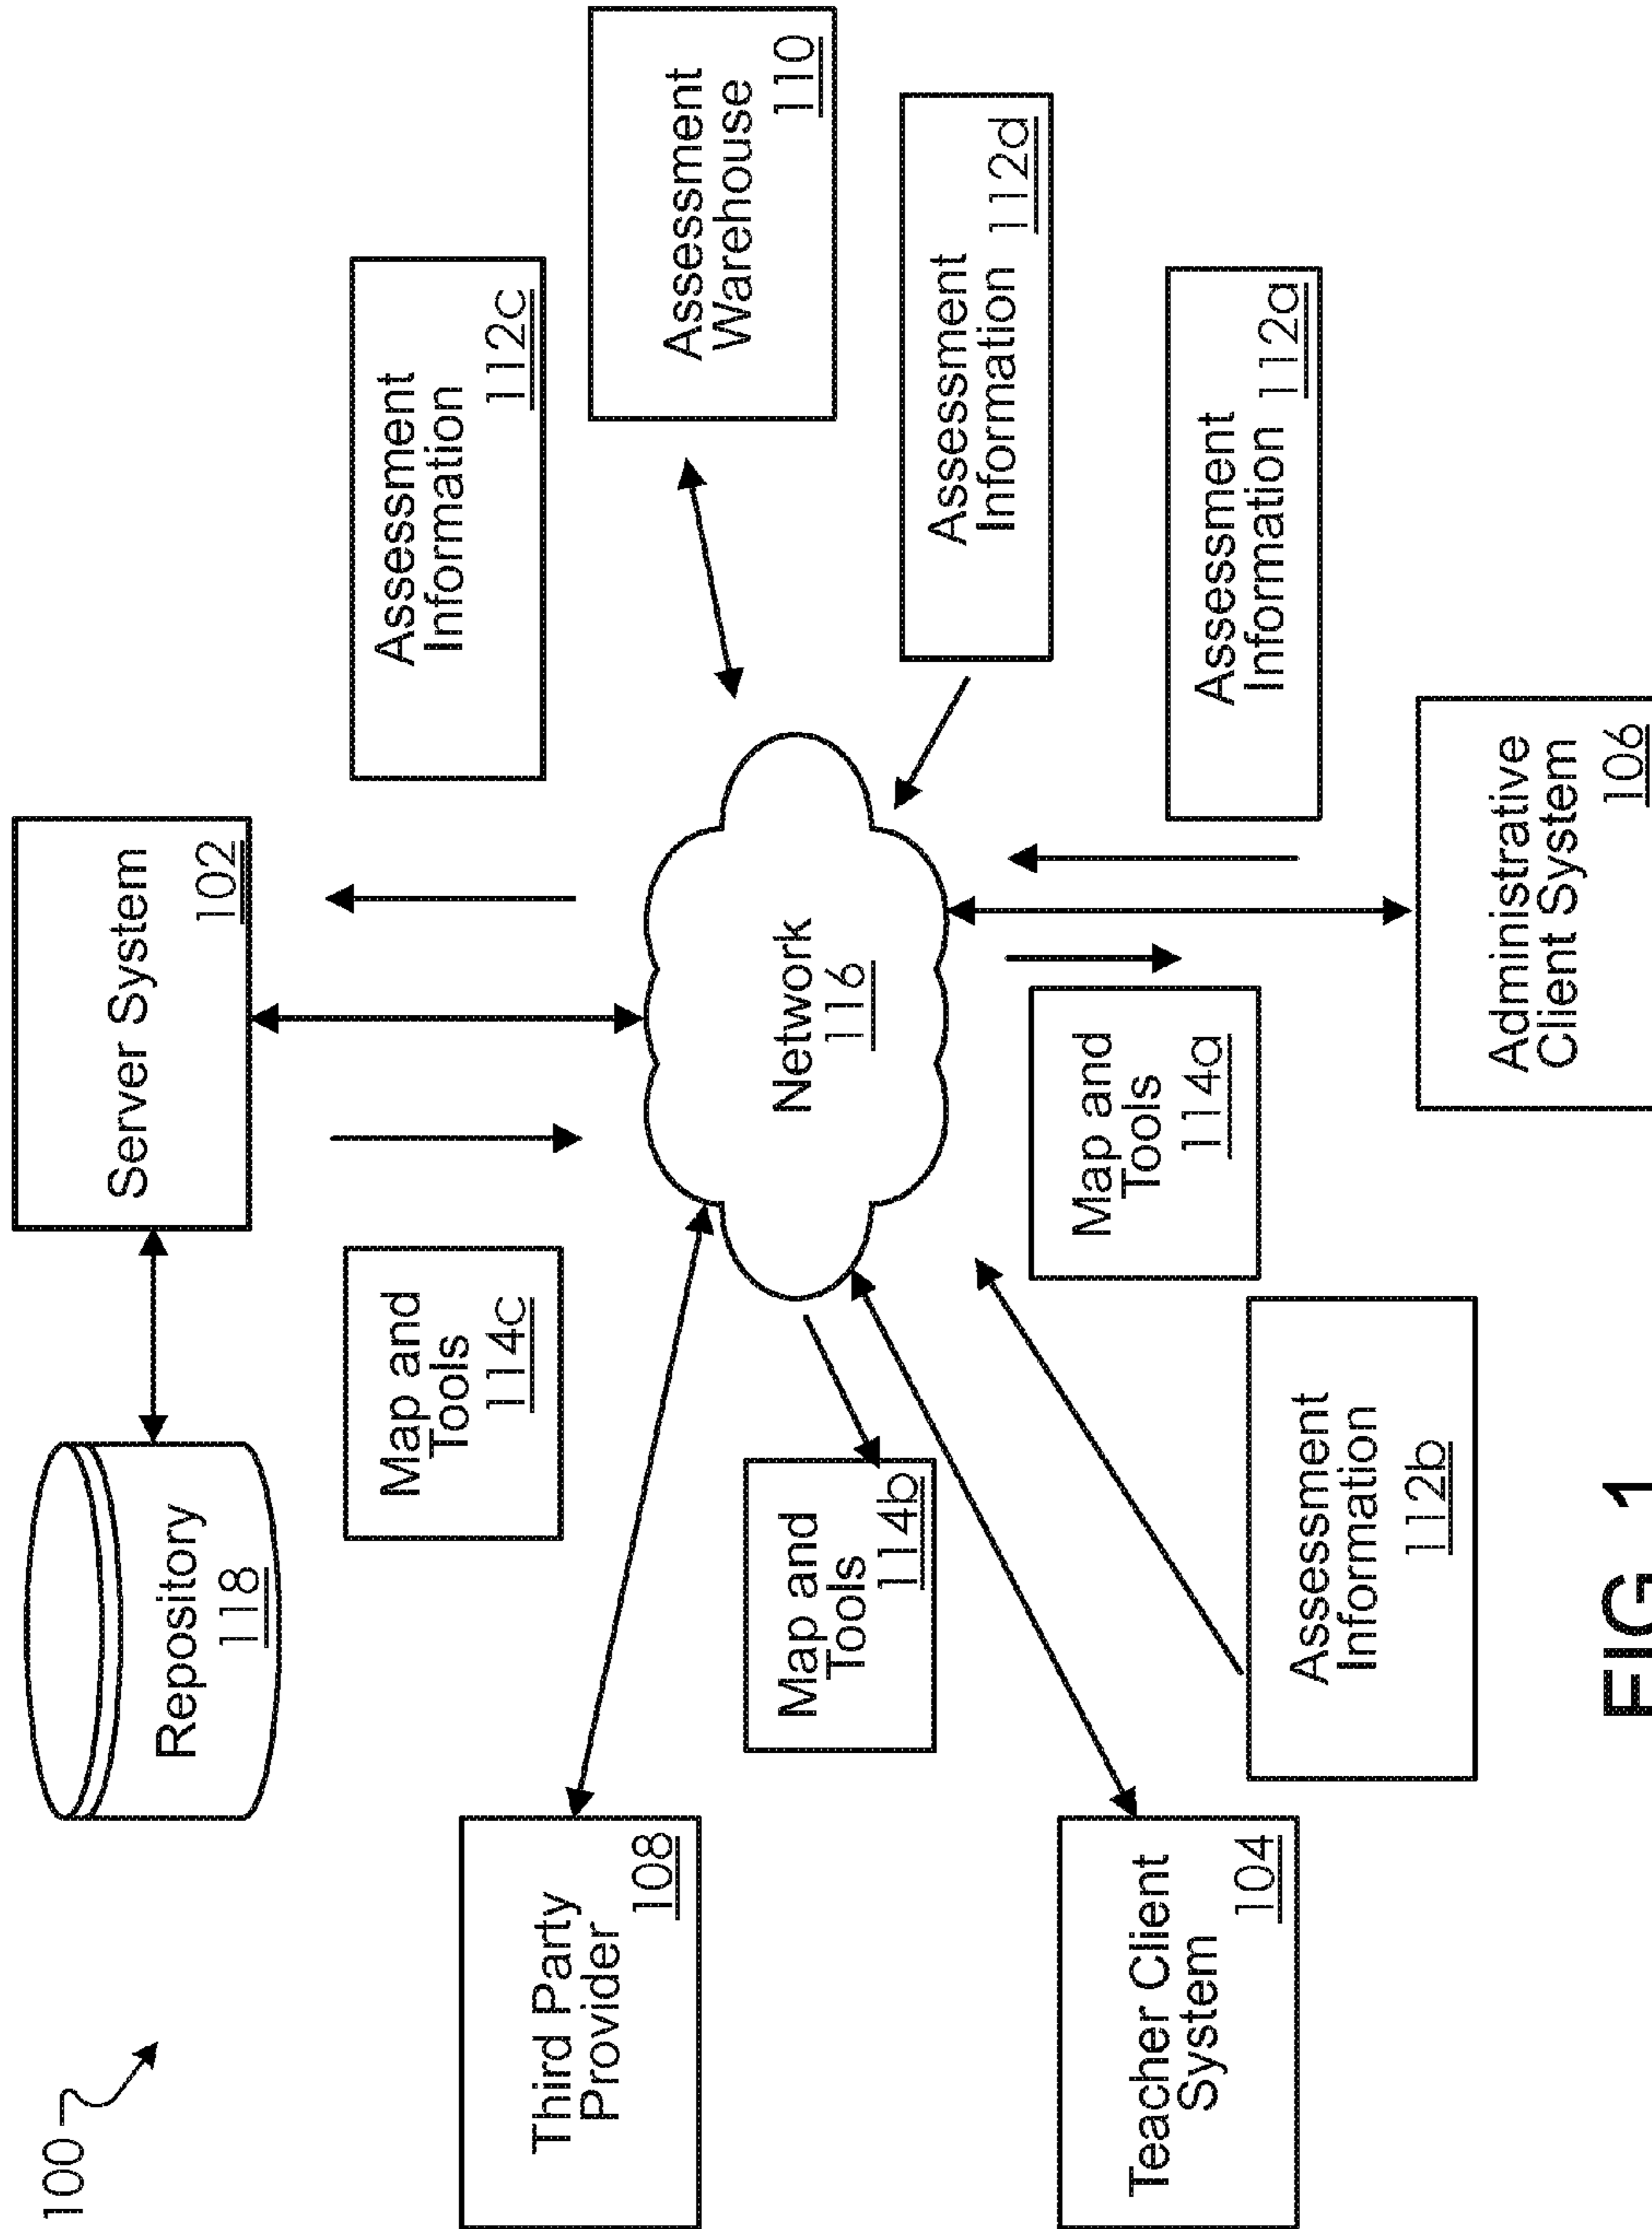 100
Repository
118
Server System
102
Map and
Tools
114c
Assessment
Information
112c
Third Party
Provider
108
Network
116
Assessment
Warehouse
110
Map and
Tools
114b
Assessment
Information
112d
Map and
Tools
114a
Teacher Client
System
104
Assessment
Information
112b
Assessment
Information
112a
Administrative
Client System
106
FIG. 1